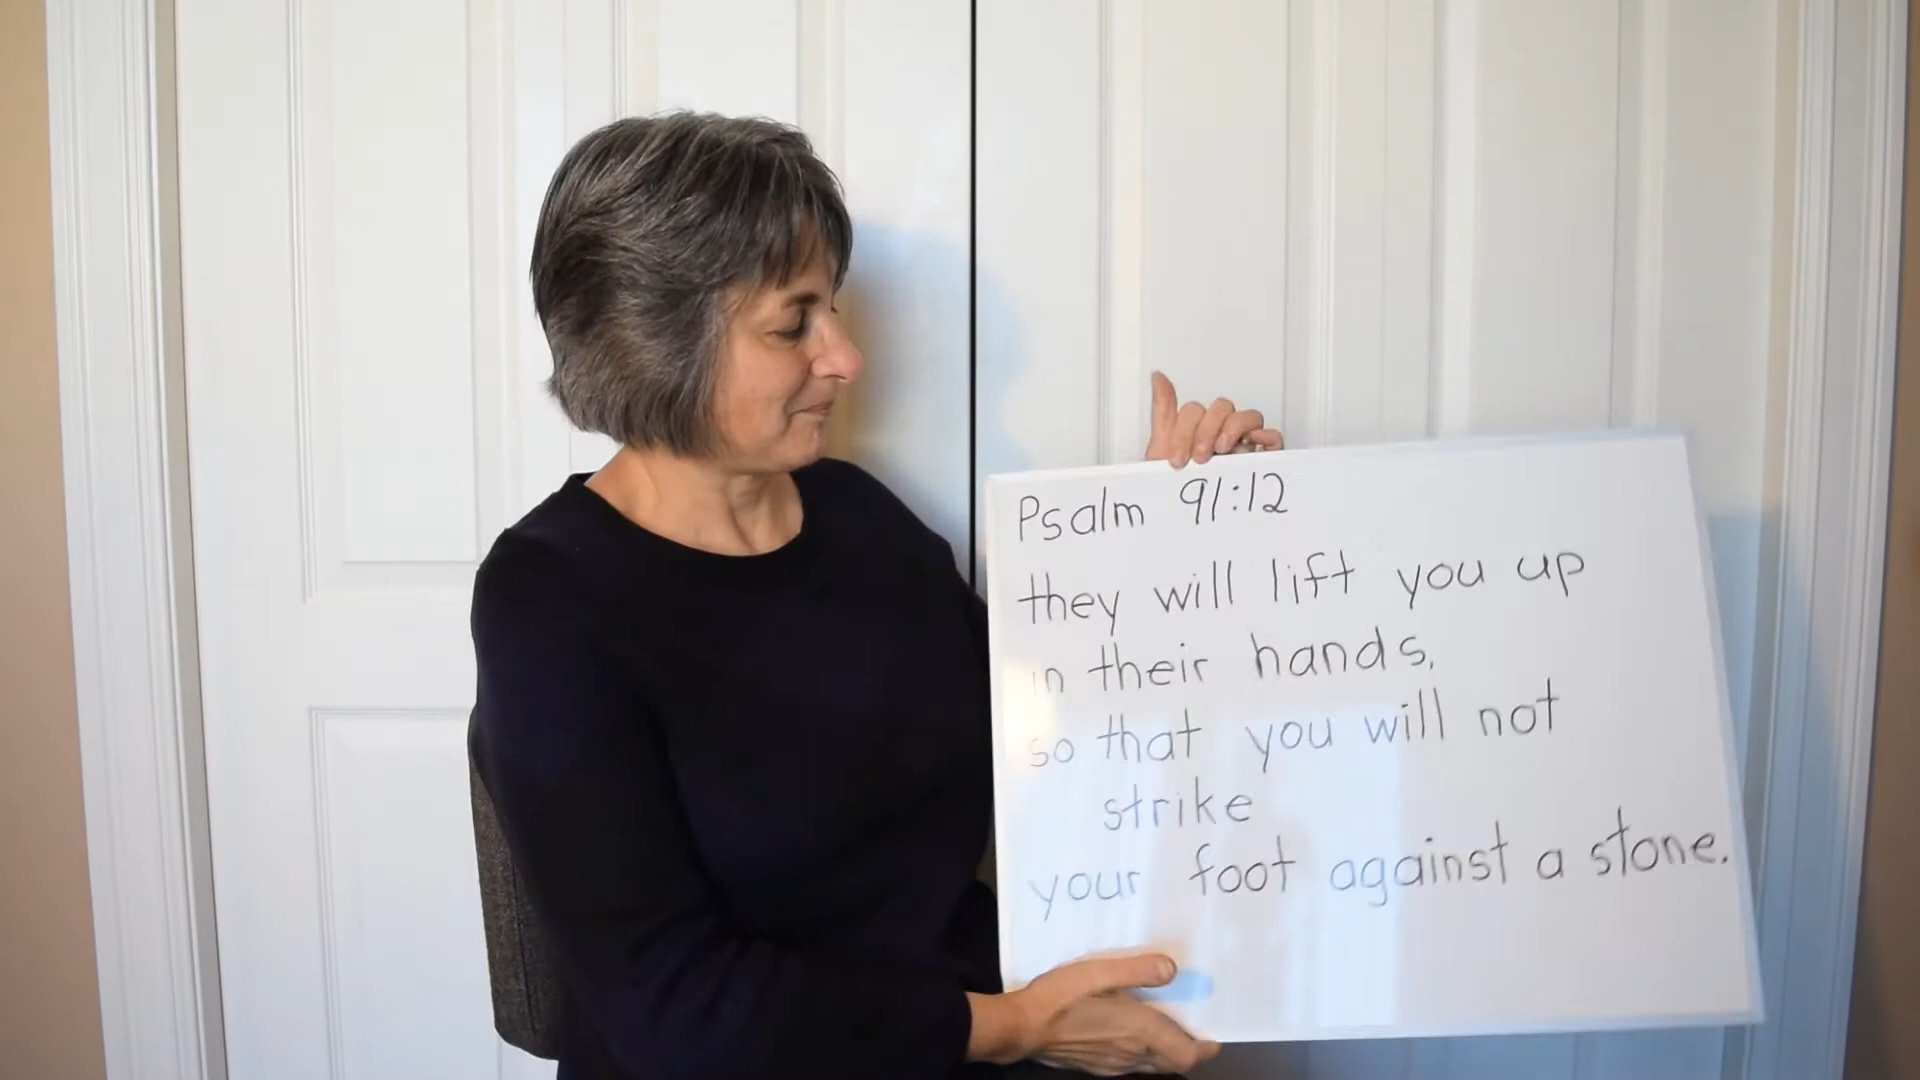 Psalm 91:12
they will lift you up
in their hands,
so that you will not
strike
your foot against a stone.